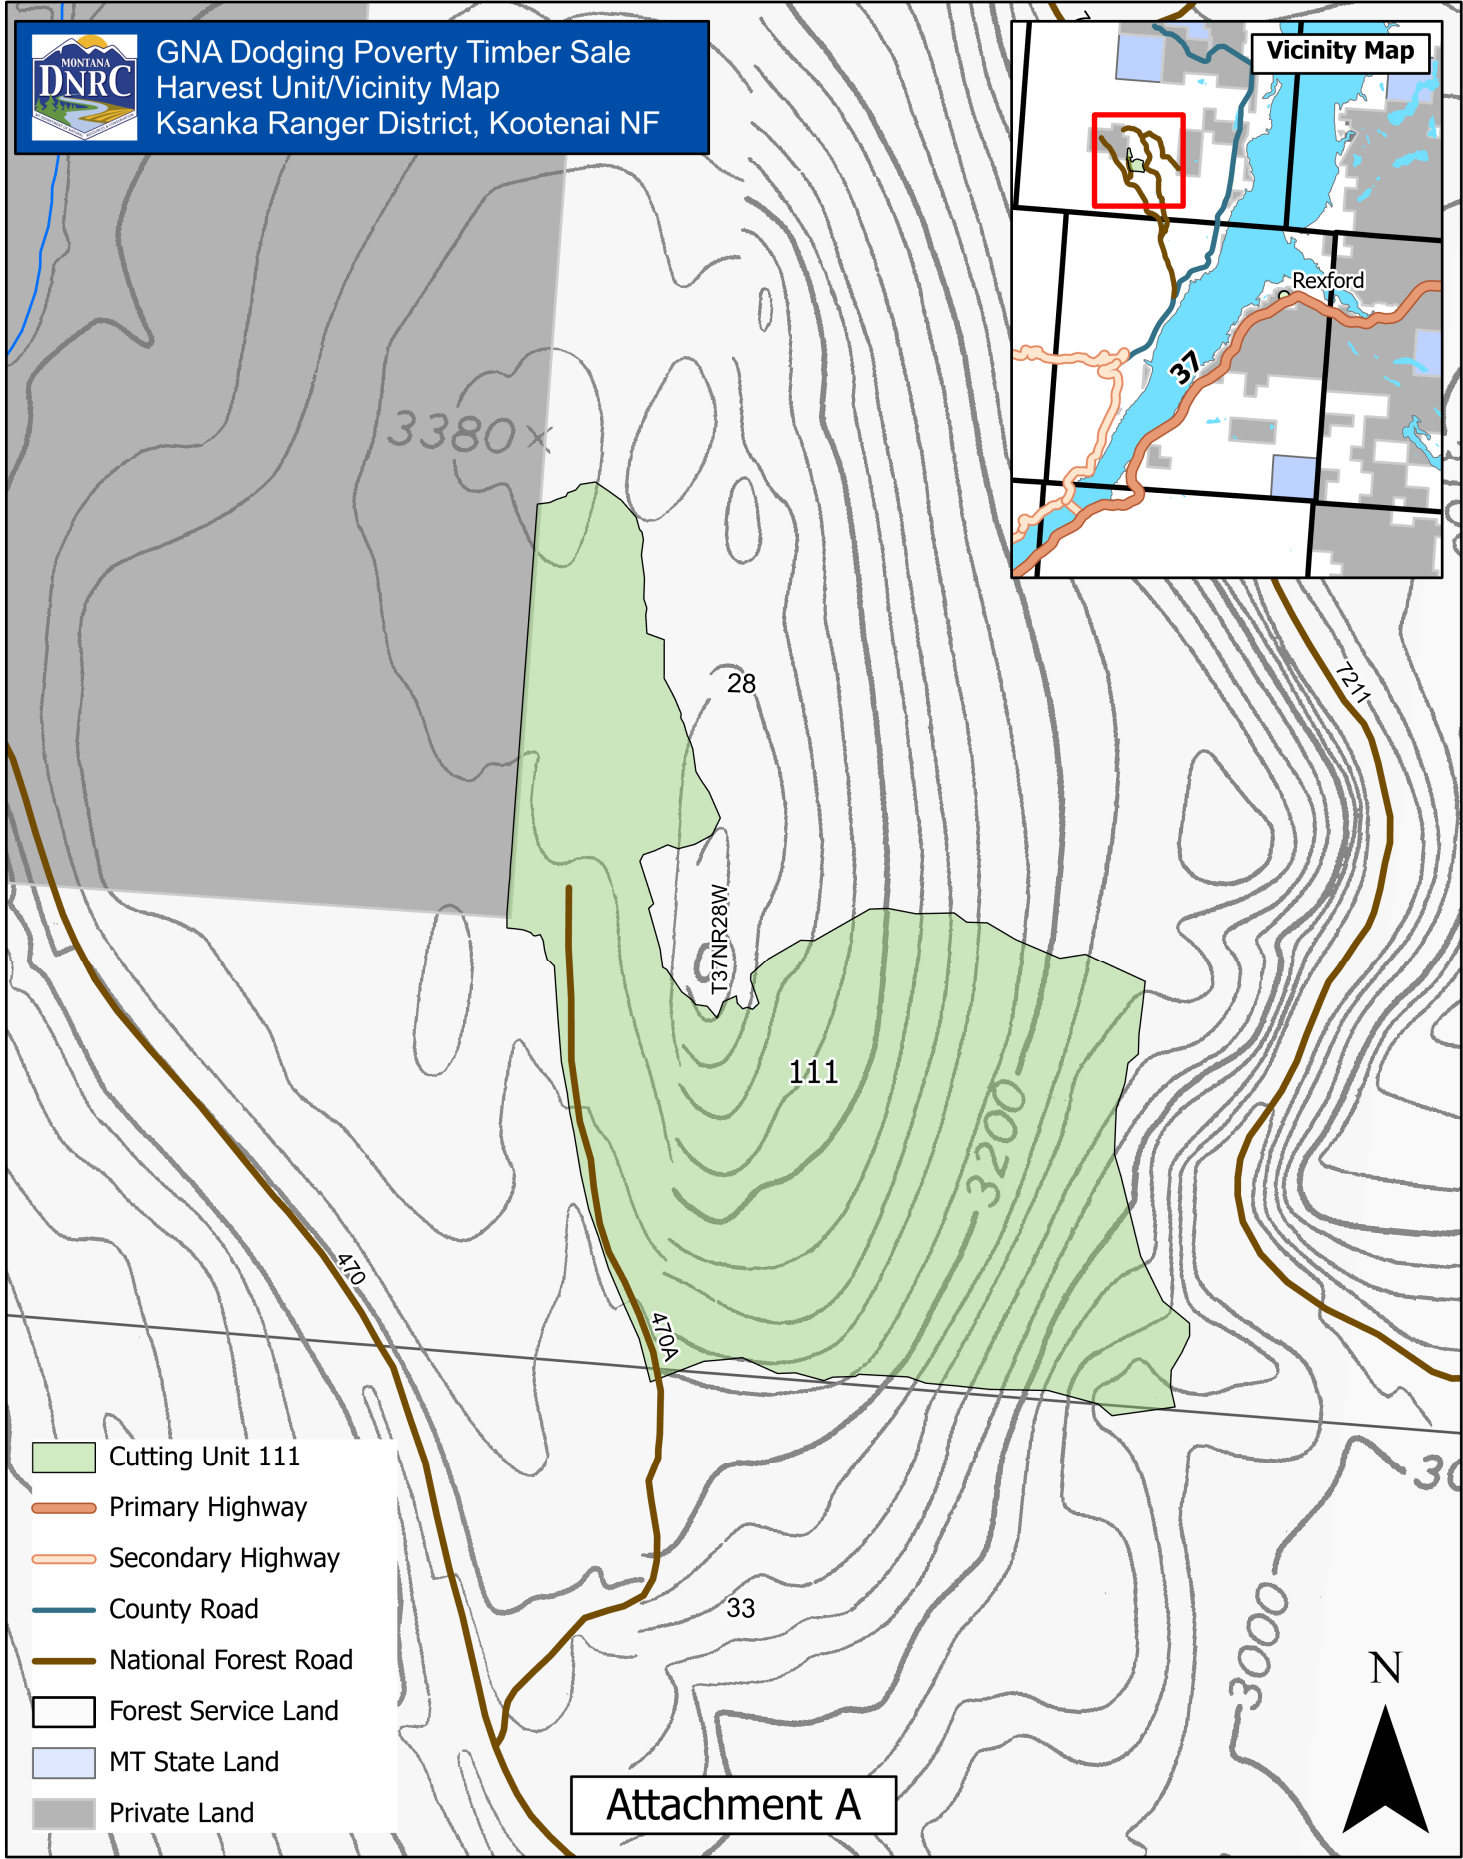 MONTANA
DNRC
GNA Dodging Poverty Timber Sale
Harvest Unit/Vicinity Map
Ksanka Ranger District, Kootenai NF
Vicinity Map
Rexford
37
3380 x
28
7211
T37NR28W
111
3200
470
470A
30
33
3000
Cutting Unit 111
Primary Highway
Secondary Highway
County Road
National Forest Road
Forest Service Land
MT State Land
Private Land
N
Attachment A